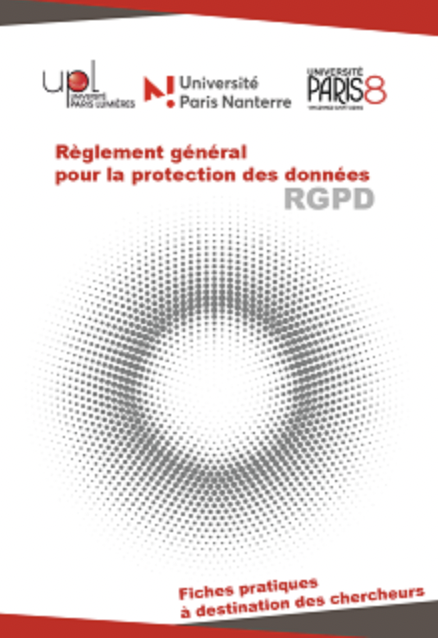 upl
UNIVERSITÉ
PARIS LUMIÈRES
Université
Paris Nanterre
UNIVERSITÉ
PARIS8
Règlement général
pour la protection des données
RGPD
Fiches pratiques
à destination des chercheurs